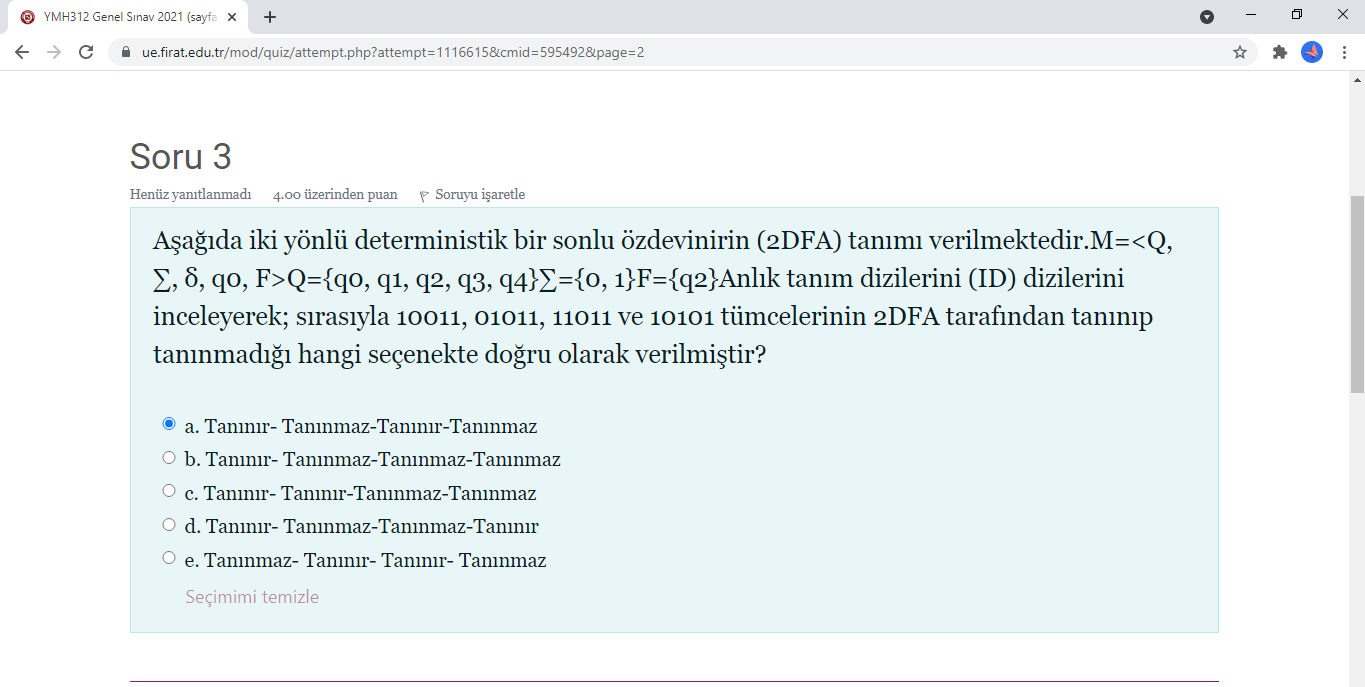 YMH312 Genel Sınav 2021 (sayfa
ue.firat.edu.tr/mod/quiz/attempt.php?attempt=1116615&cmid=595492&page=2
Soru 3
Henüz yanıtlanmadı 4.00 üzerinden puan Soruyu işaretle
Aşağıda iki yönlü deterministik bir sonlu özdevinirin (2DFA) tanımı verilmektedir.M=<Q,
∑, δ, q0, F>Q={q0, q1, q2, q3, q4}∑={0, 1}F={q2}Anlık tanım dizilerini (ID) dizilerini
inceleyerek; sırasıyla 10011, 01011, 11011 ve 10101 tümcelerinin 2DFA tarafından tanınıp
tanınmadığı hangi seçenekte doğru olarak verilmiştir?
a. Tanınır- Tanınmaz-Tanınır-Tanınmaz
b. Tanınır- Tanınmaz-Tanınmaz-Tanınmaz
c. Tanınır- Tanınır-Tanınmaz-Tanınmaz
d. Tanınır- Tanınmaz-Tanınmaz-Tanınır
e. Tanınmaz- Tanınır- Tanınır- Tanınmaz
Seçimimi temizle